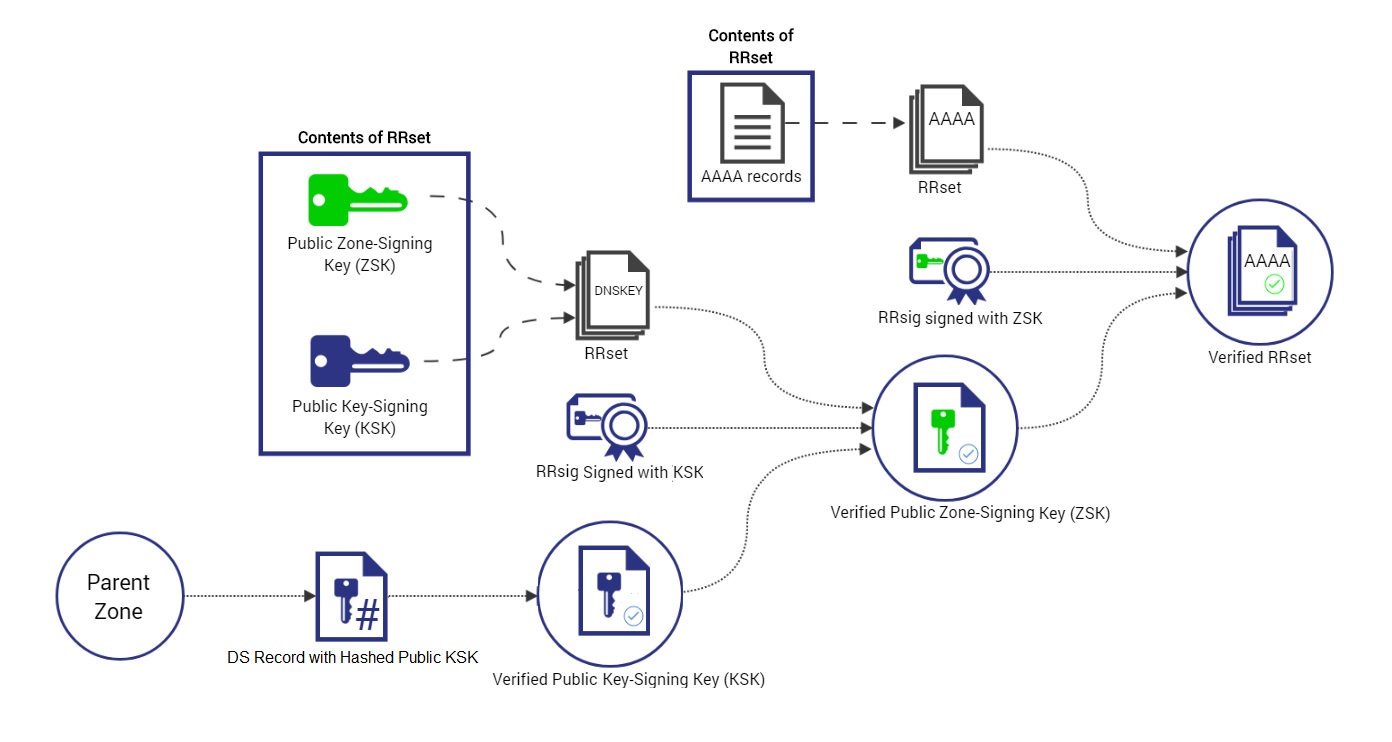 Contents of
RRset
AAAA records
AAAA
RRset
Contents of RRset
Public Zone-Signing
Key (ZSK)
Public Key-Signing
Key (KSK)
DNSKEY
RRset
RRsig signed with ZSK
AAAA
Verified RRset
RRsig Signed with KSK
Verified Public Zone-Signing Key (ZSK)
Parent
Zone
#
DS Record with Hashed Public KSK
Verified Public Key-Signing Key (KSK)